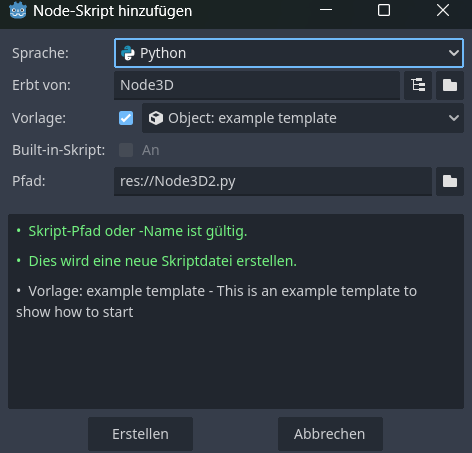 Node-Skript hinzufügen
Sprache: Python
Erbt von: Node3D
Vorlage: Object: example template
Built-in-Skript: An
Pfad: res://Node3D2.py
• Skript-Pfad oder -Name ist gültig.
• Dies wird eine neue Skriptdatei erstellen.
• Vorlage: example template - This is an example template to
show how to start
Erstellen Abbrechen